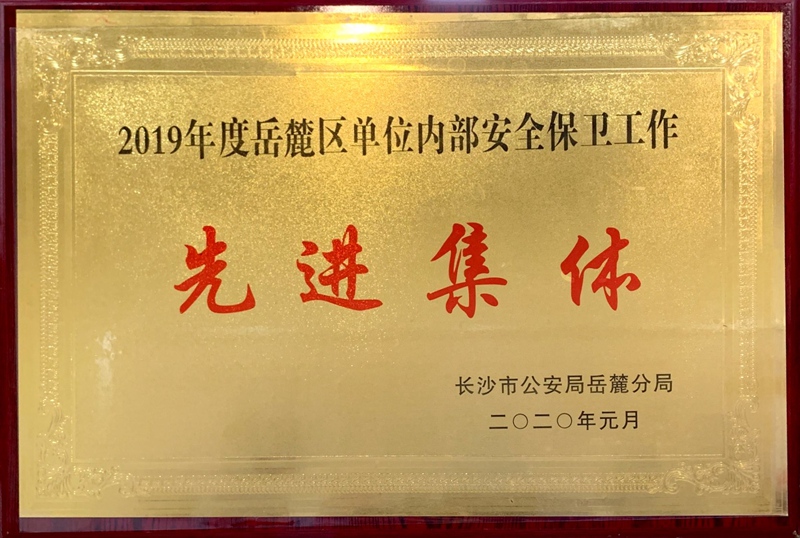 2019年度岳麓区单位内部安全保卫工作
先进集体
长沙市公安局岳麓分局
二〇二〇年元月